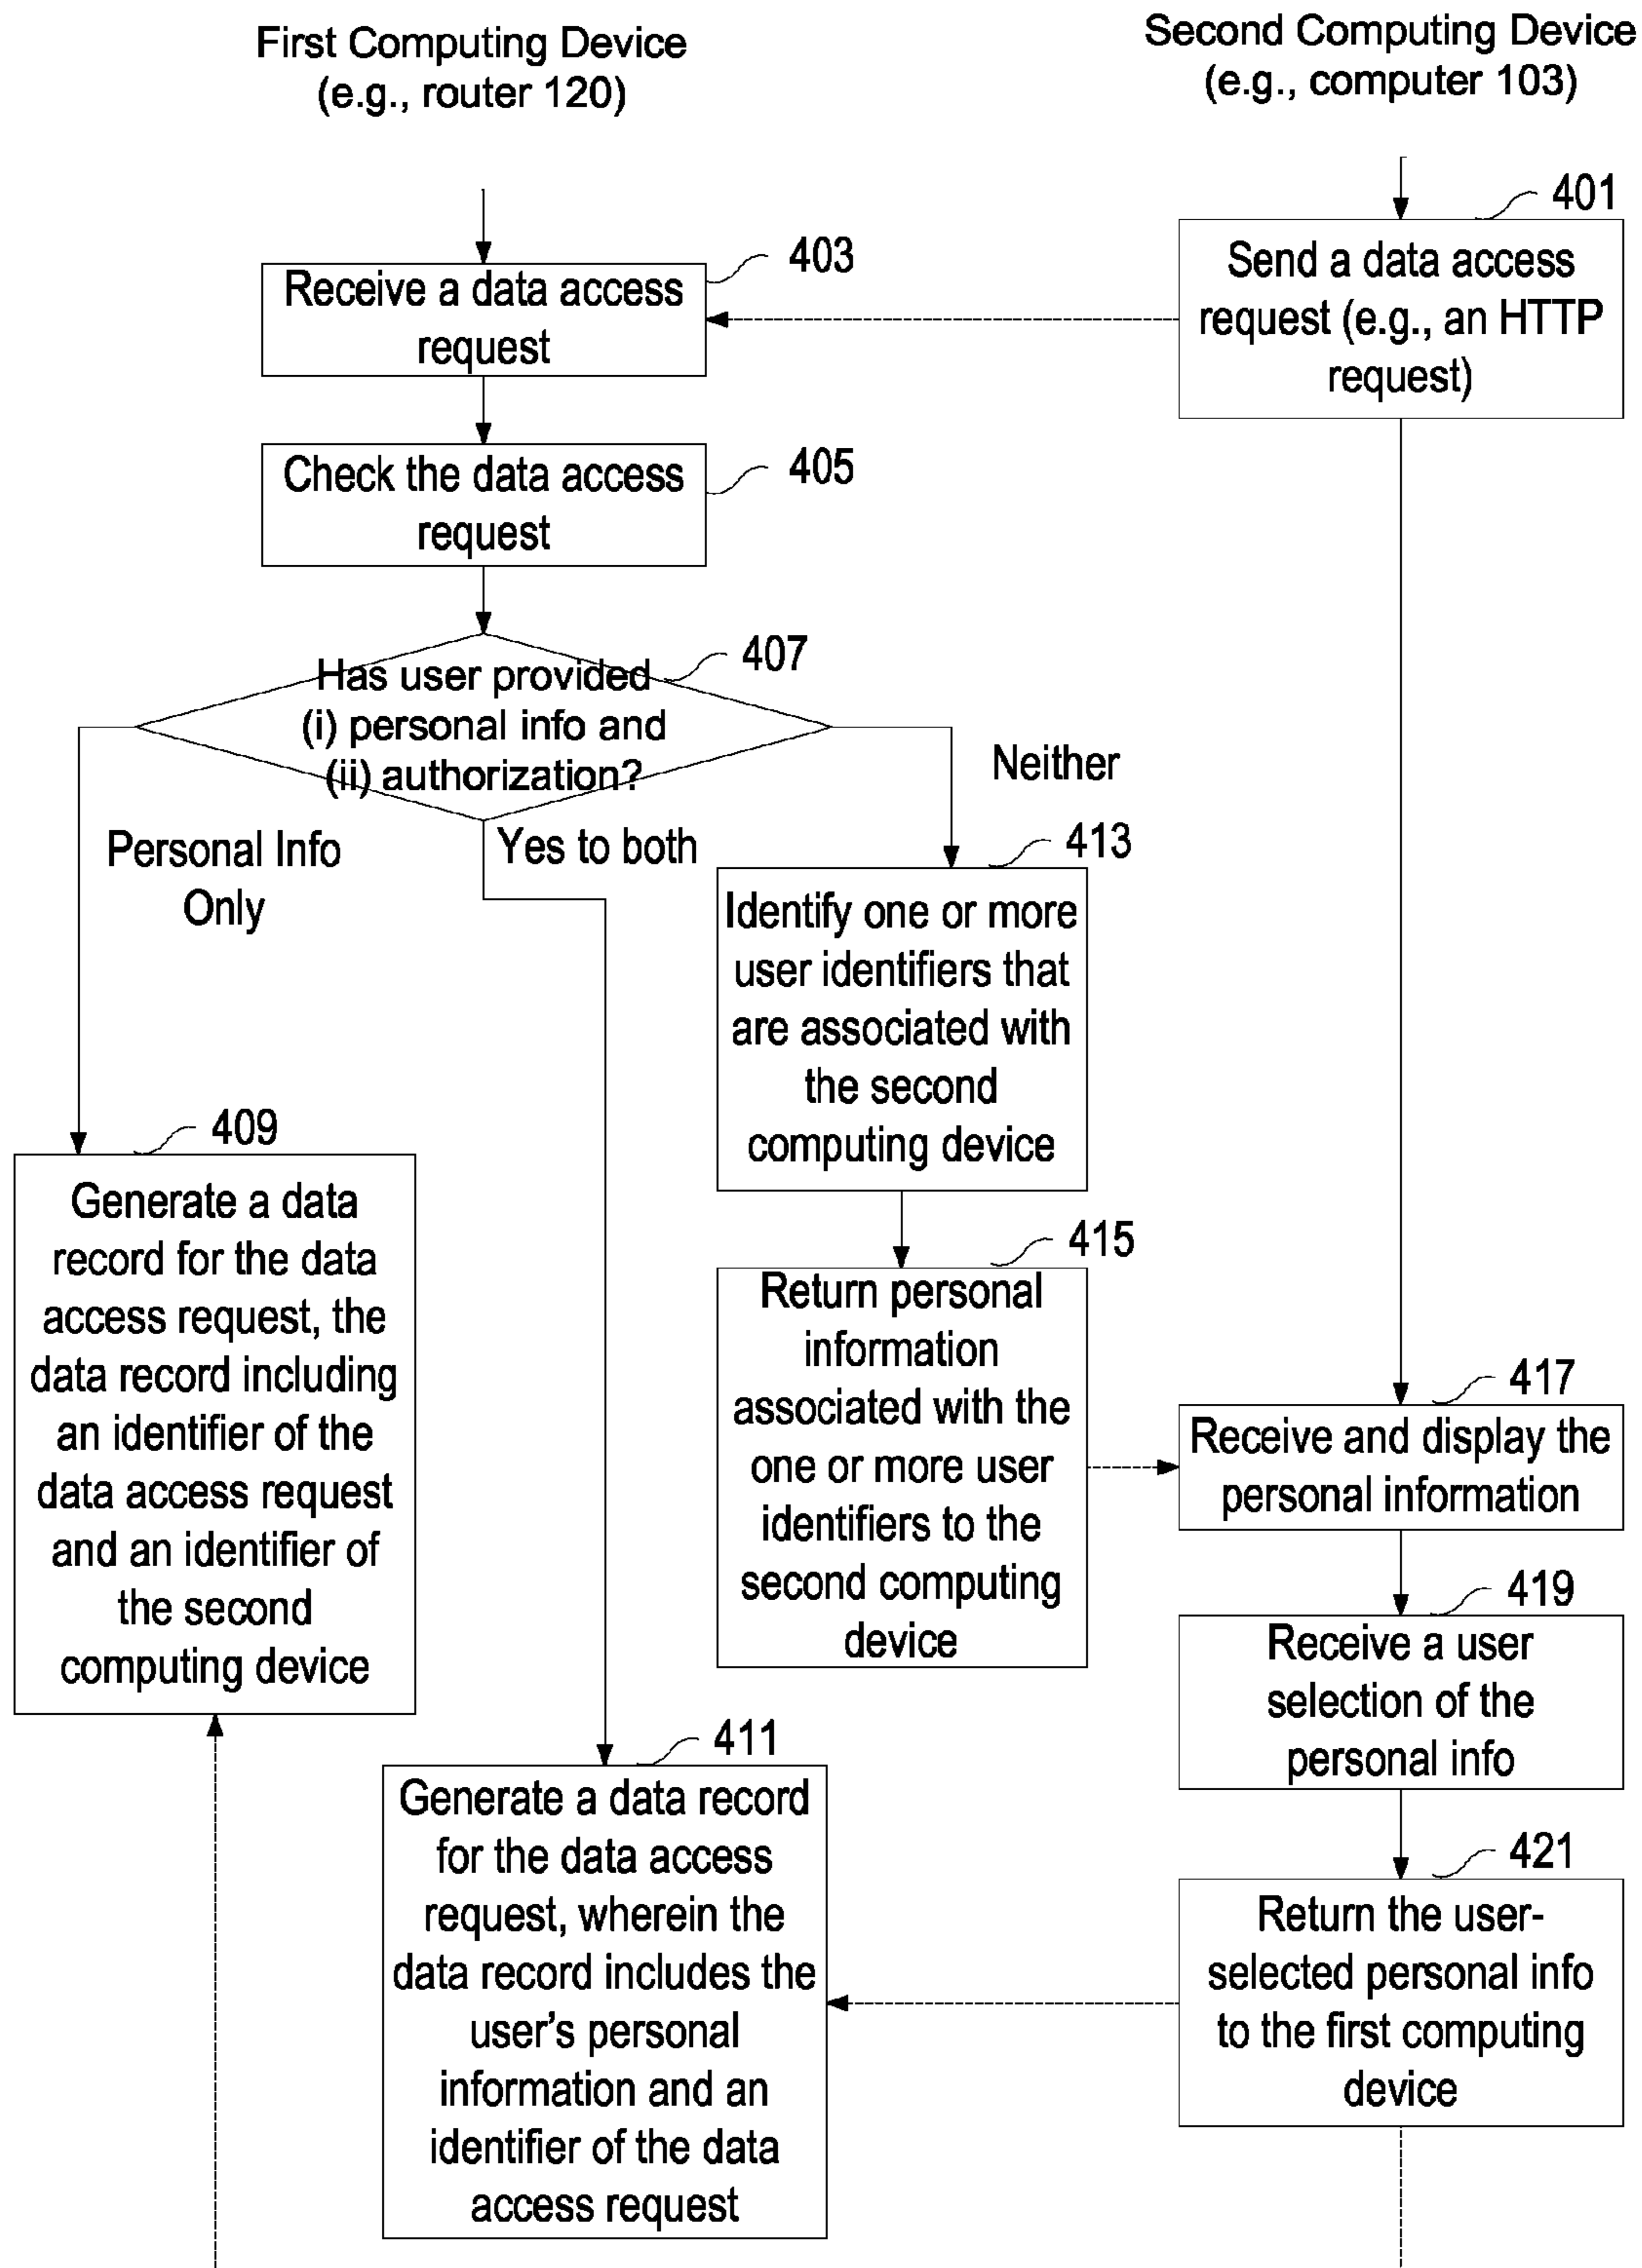 First Computing Device
(e.g., router 120)
Second Computing Device
(e.g., computer 103)
401
Send a data access
request (e.g., an HTTP
request)
403
Receive a data access
request
405
Check the data access
request
407
Has user provided
(i) personal info and
(ii) authorization?
Neither
Personal Info
Only
Yes to both
413
Identify one or more
user identifiers that
are associated with
the second
computing device
409
Generate a data
record for the data
access request, the
data record including
an identifier of the
data access request
and an identifier of
the second
computing device
415
Return personal
information
associated with the
one or more user
identifiers to the
second computing
device
417
Receive and display the
personal information
419
Receive a user
selection of the
personal info
411
Generate a data record
for the data access
request, wherein the
data record includes the
user’s personal
information and an
identifier of the data
access request
421
Return the user-
selected personal info
to the first computing
device